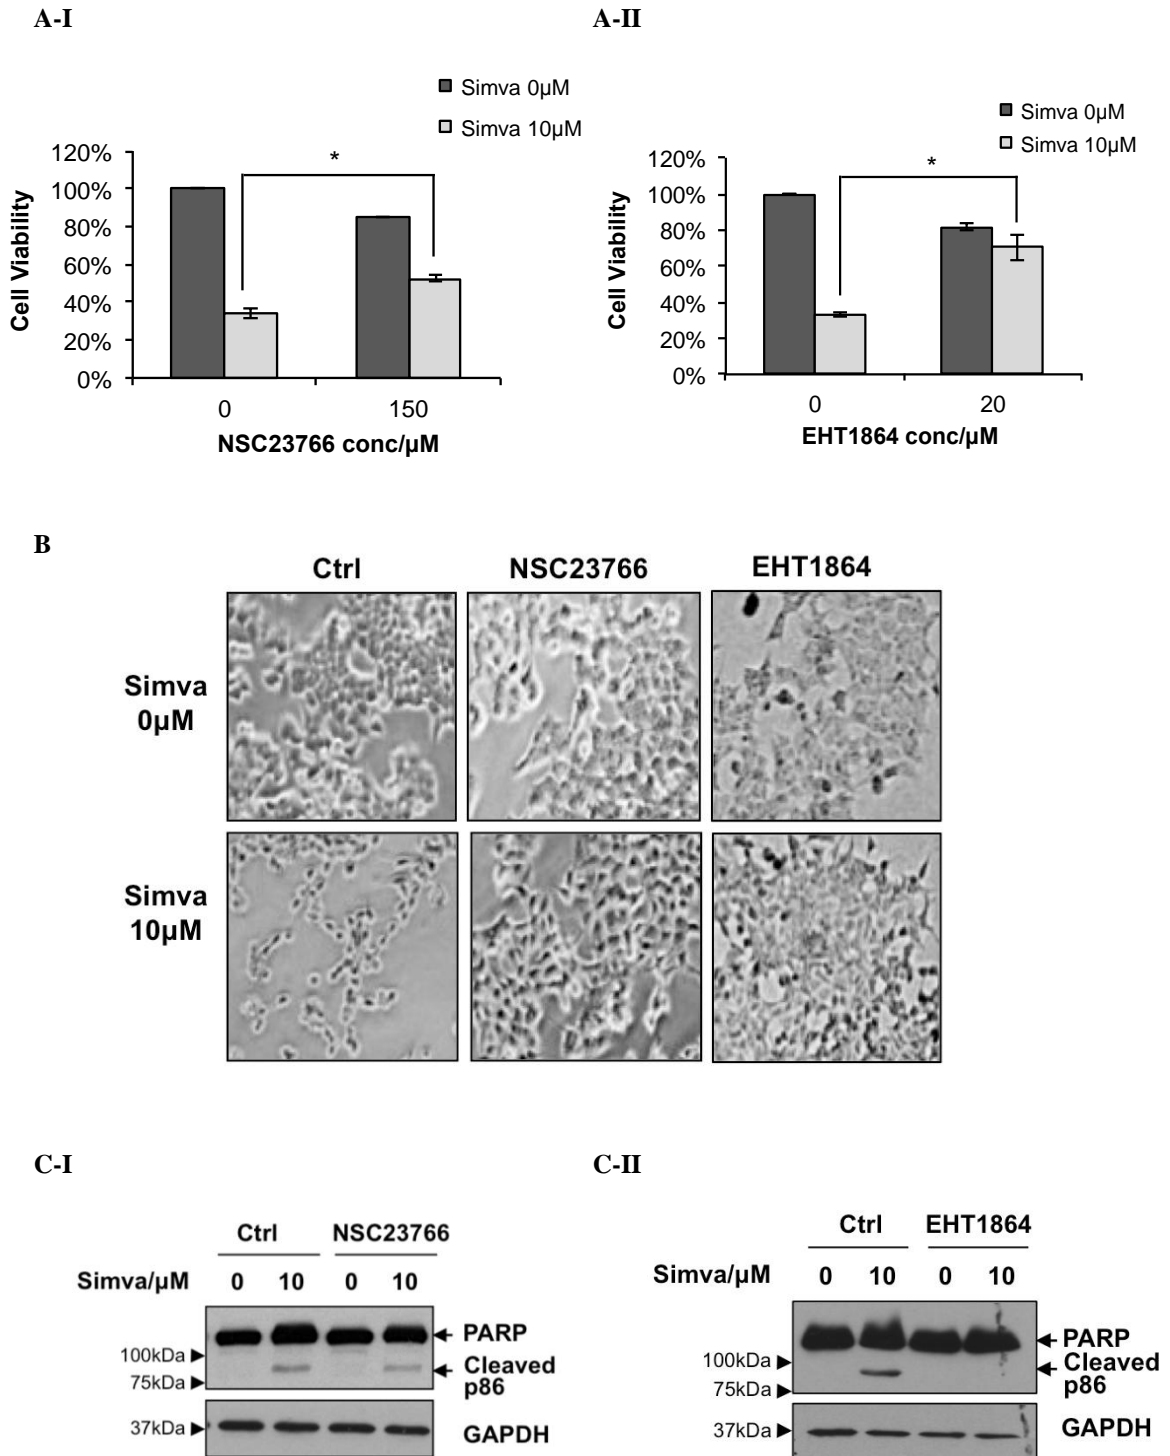 A-I
A-II
Simva 0µM
Simva 10µM
120%
100%
80%
60%
40%
20%
0%
*
Cell Viability
0
150
NSC23766 conc/µM
Simva 0µM
Simva 10µM
120%
100%
80%
60%
40%
20%
0%
*
Cell Viability
0
20
EHT1864 conc/µM
B
Ctrl
NSC23766
EHT1864
Simva
0µM
Simva
10µM
C-I
C-II
Ctrl
NSC23766
Simva/µM
0
10
0
10
PARP
100kDa
Cleaved
p86
75kDa
37kDa
GAPDH
Ctrl
EHT1864
Simva/µM
0
10
0
10
PARP
100kDa
Cleaved
p86
75kDa
37kDa
GAPDH